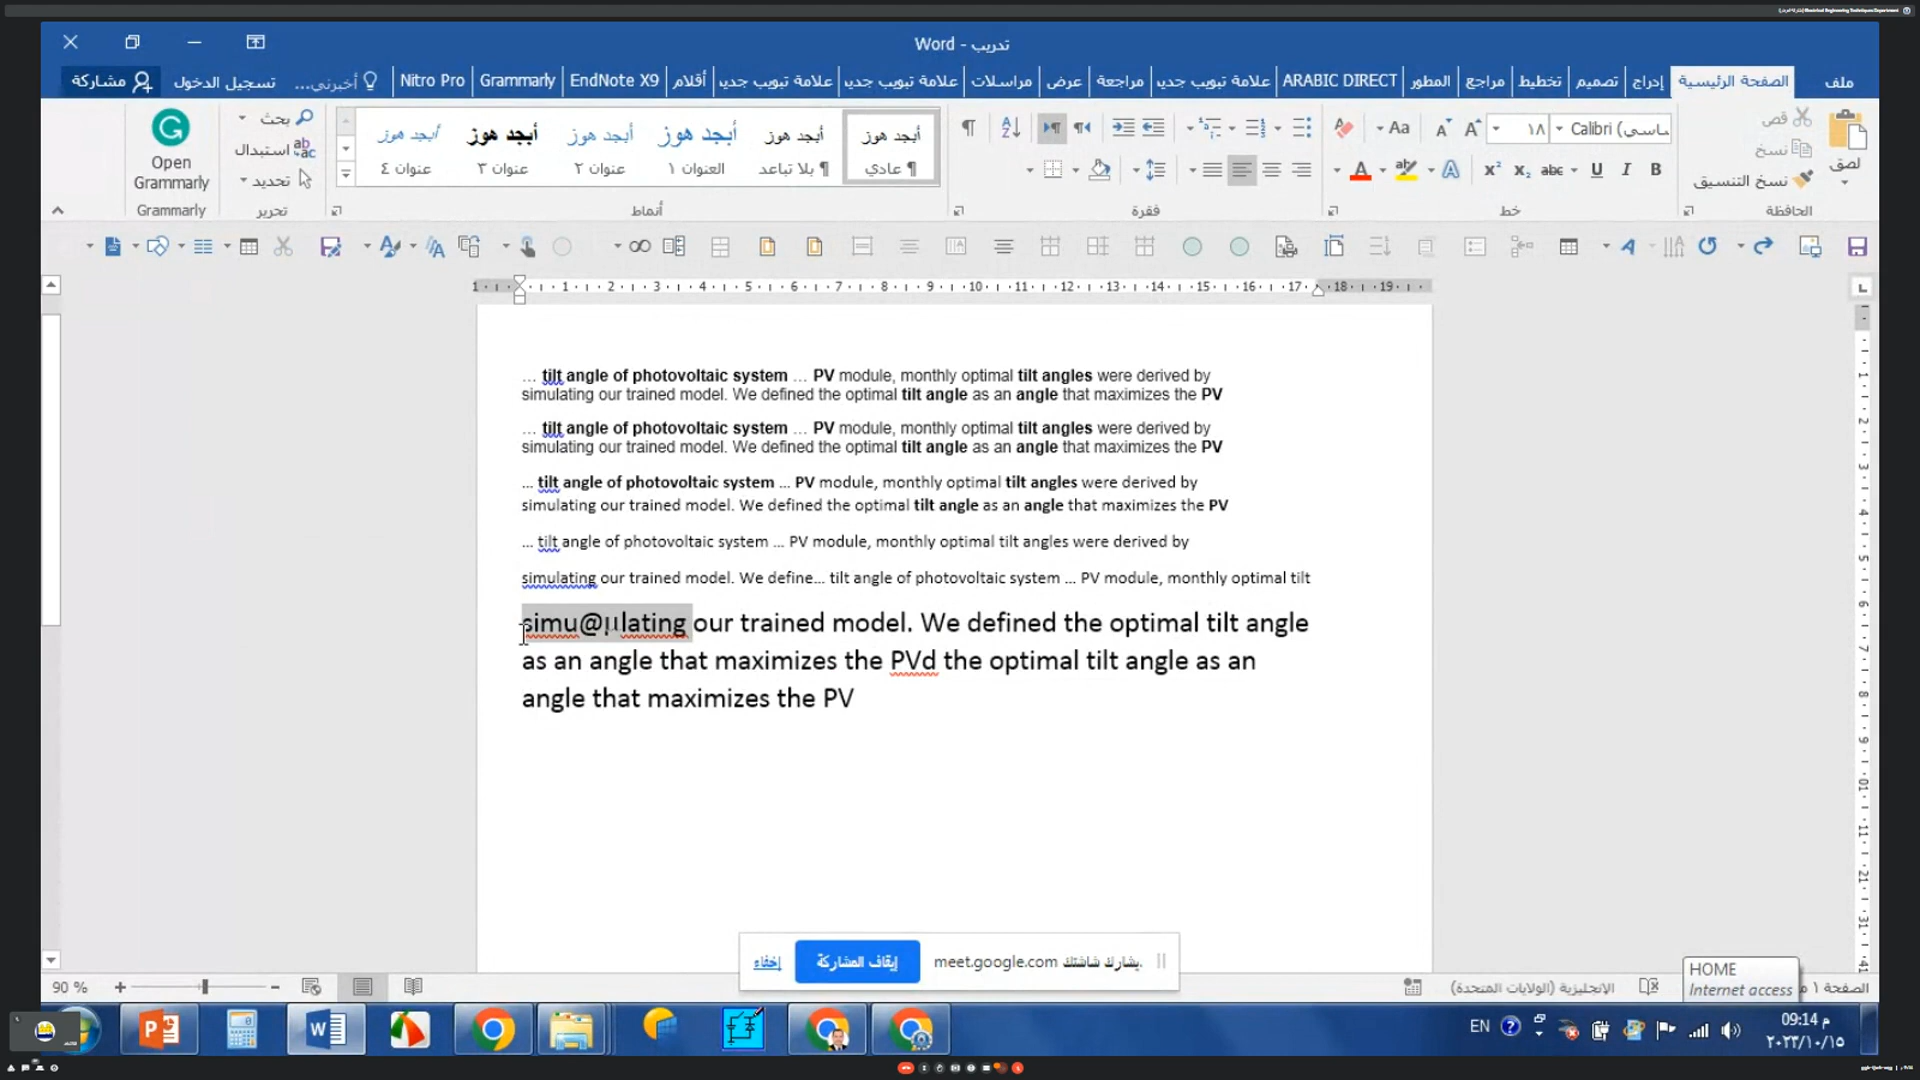 تدريب - Word
ملف
الصفحة الرئيسية
إدراج
تصميم
تخطيط
مراجع
المطور
ARABIC DIRECT
علامة تبويب جديدة
مراجعة
عرض
مراسلات
علامة تبويب جديدة
علامة تبويب جديدة
أقلام
EndNote X9
Grammarly
Nitro Pro
أخبرني...
تسجيل الدخول
مشاركة
لصق
قص
نسخ
نسخ التنسيق
الحافظة
Calibri
١٨
Aa
خط
فقرة
أبجد هوز
أبجد هوز
أبجد هوز
أبجد هوز
أبجد هوز
أبجد هوز
¶ عادي
¶ بلا تباعد
العنوان ١
عنوان ٢
عنوان ٣
عنوان ٤
أنماط
بحث
استبدال
تحديد
تحرير
Open
Grammarly
Grammarly
... tilt angle of photovoltaic system ... PV module, monthly optimal tilt angles were derived by
simulating our trained model. We defined the optimal tilt angle as an angle that maximizes the PV
... tilt angle of photovoltaic system ... PV module, monthly optimal tilt angles were derived by
simulating our trained model. We defined the optimal tilt angle as an angle that maximizes the PV
... tilt angle of photovoltaic system ... PV module, monthly optimal tilt angles were derived by
simulating our trained model. We defined the optimal tilt angle as an angle that maximizes the PV
... tilt angle of photovoltaic system ... PV module, monthly optimal tilt angles were derived by
simulating our trained model. We define... tilt angle of photovoltaic system ... PV module, monthly optimal tilt
simu@µlating our trained model. We defined the optimal tilt angle
as an angle that maximizes the PVd the optimal tilt angle as an
angle that maximizes the PV
meet.google.com يشارك شاشتك.
إيقاف المشاركة
إخفاء
HOME
Internet access
الصفحة ١
الإنجليزية (الولايات المتحدة)
90 %
EN
09:14 م
٢٠٢٣/١٠/١٥